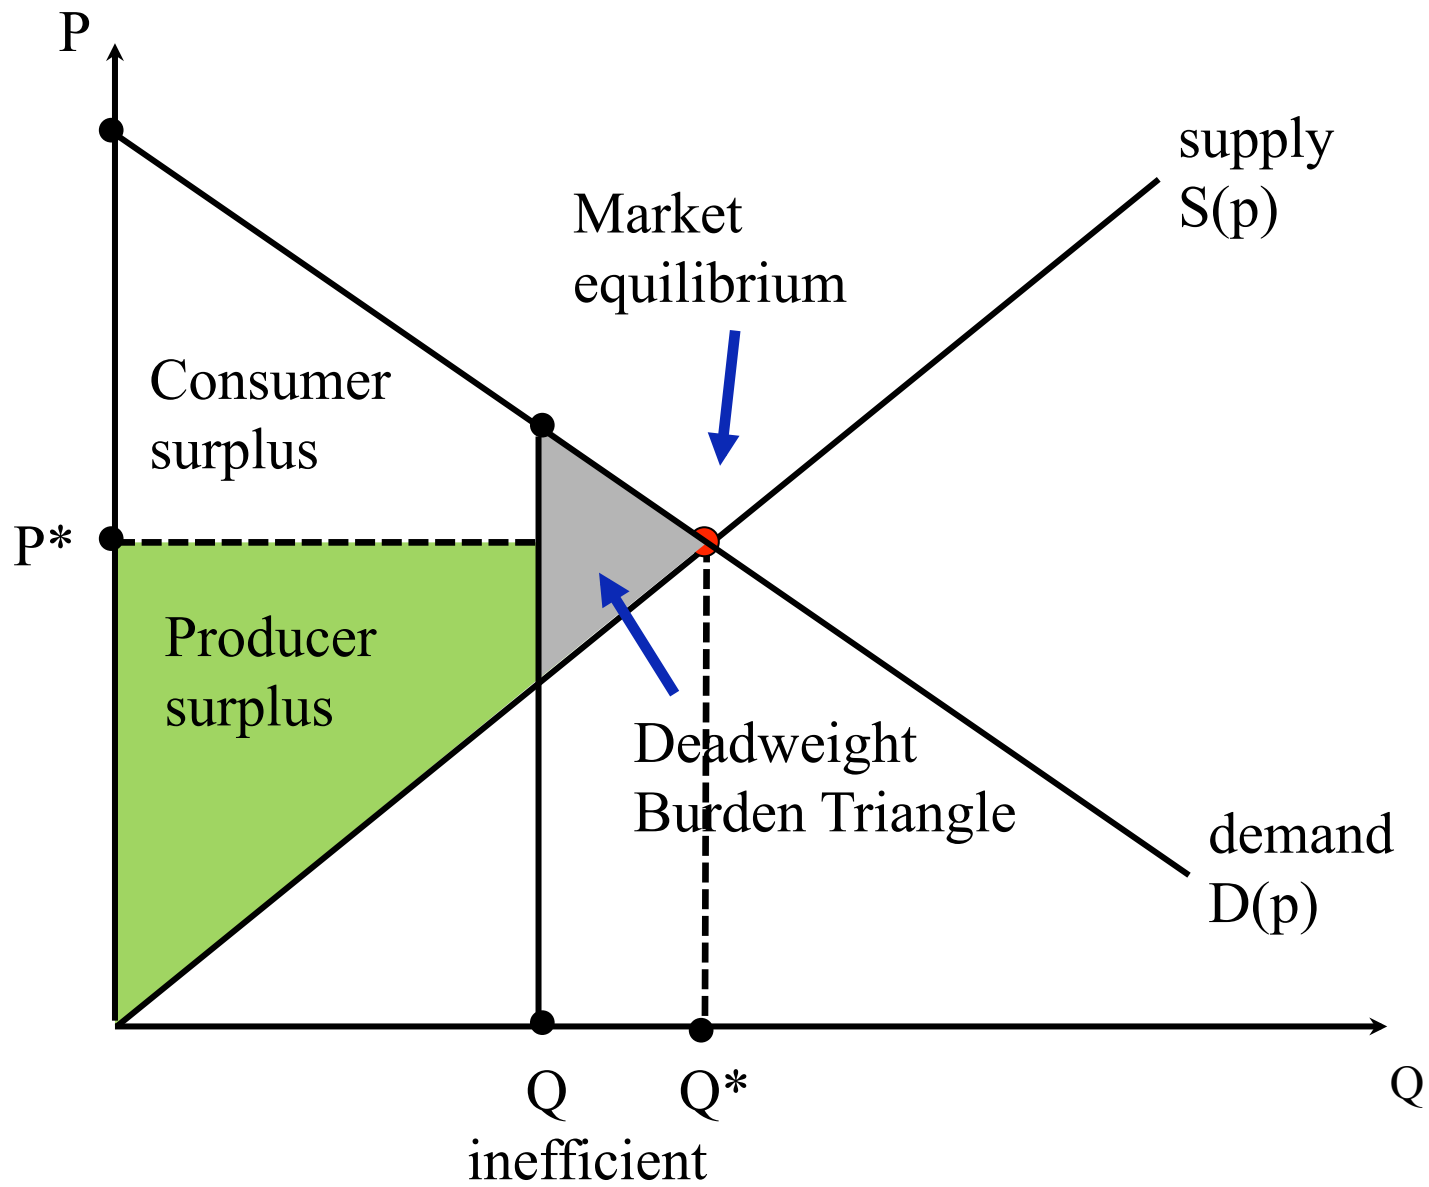 P
supply
S(p)
Market
equilibrium
Consumer
surplus
P*
Producer
surplus
Deadweight
Burden Triangle
demand
D(p)
Q
Q*
Q
inefficient